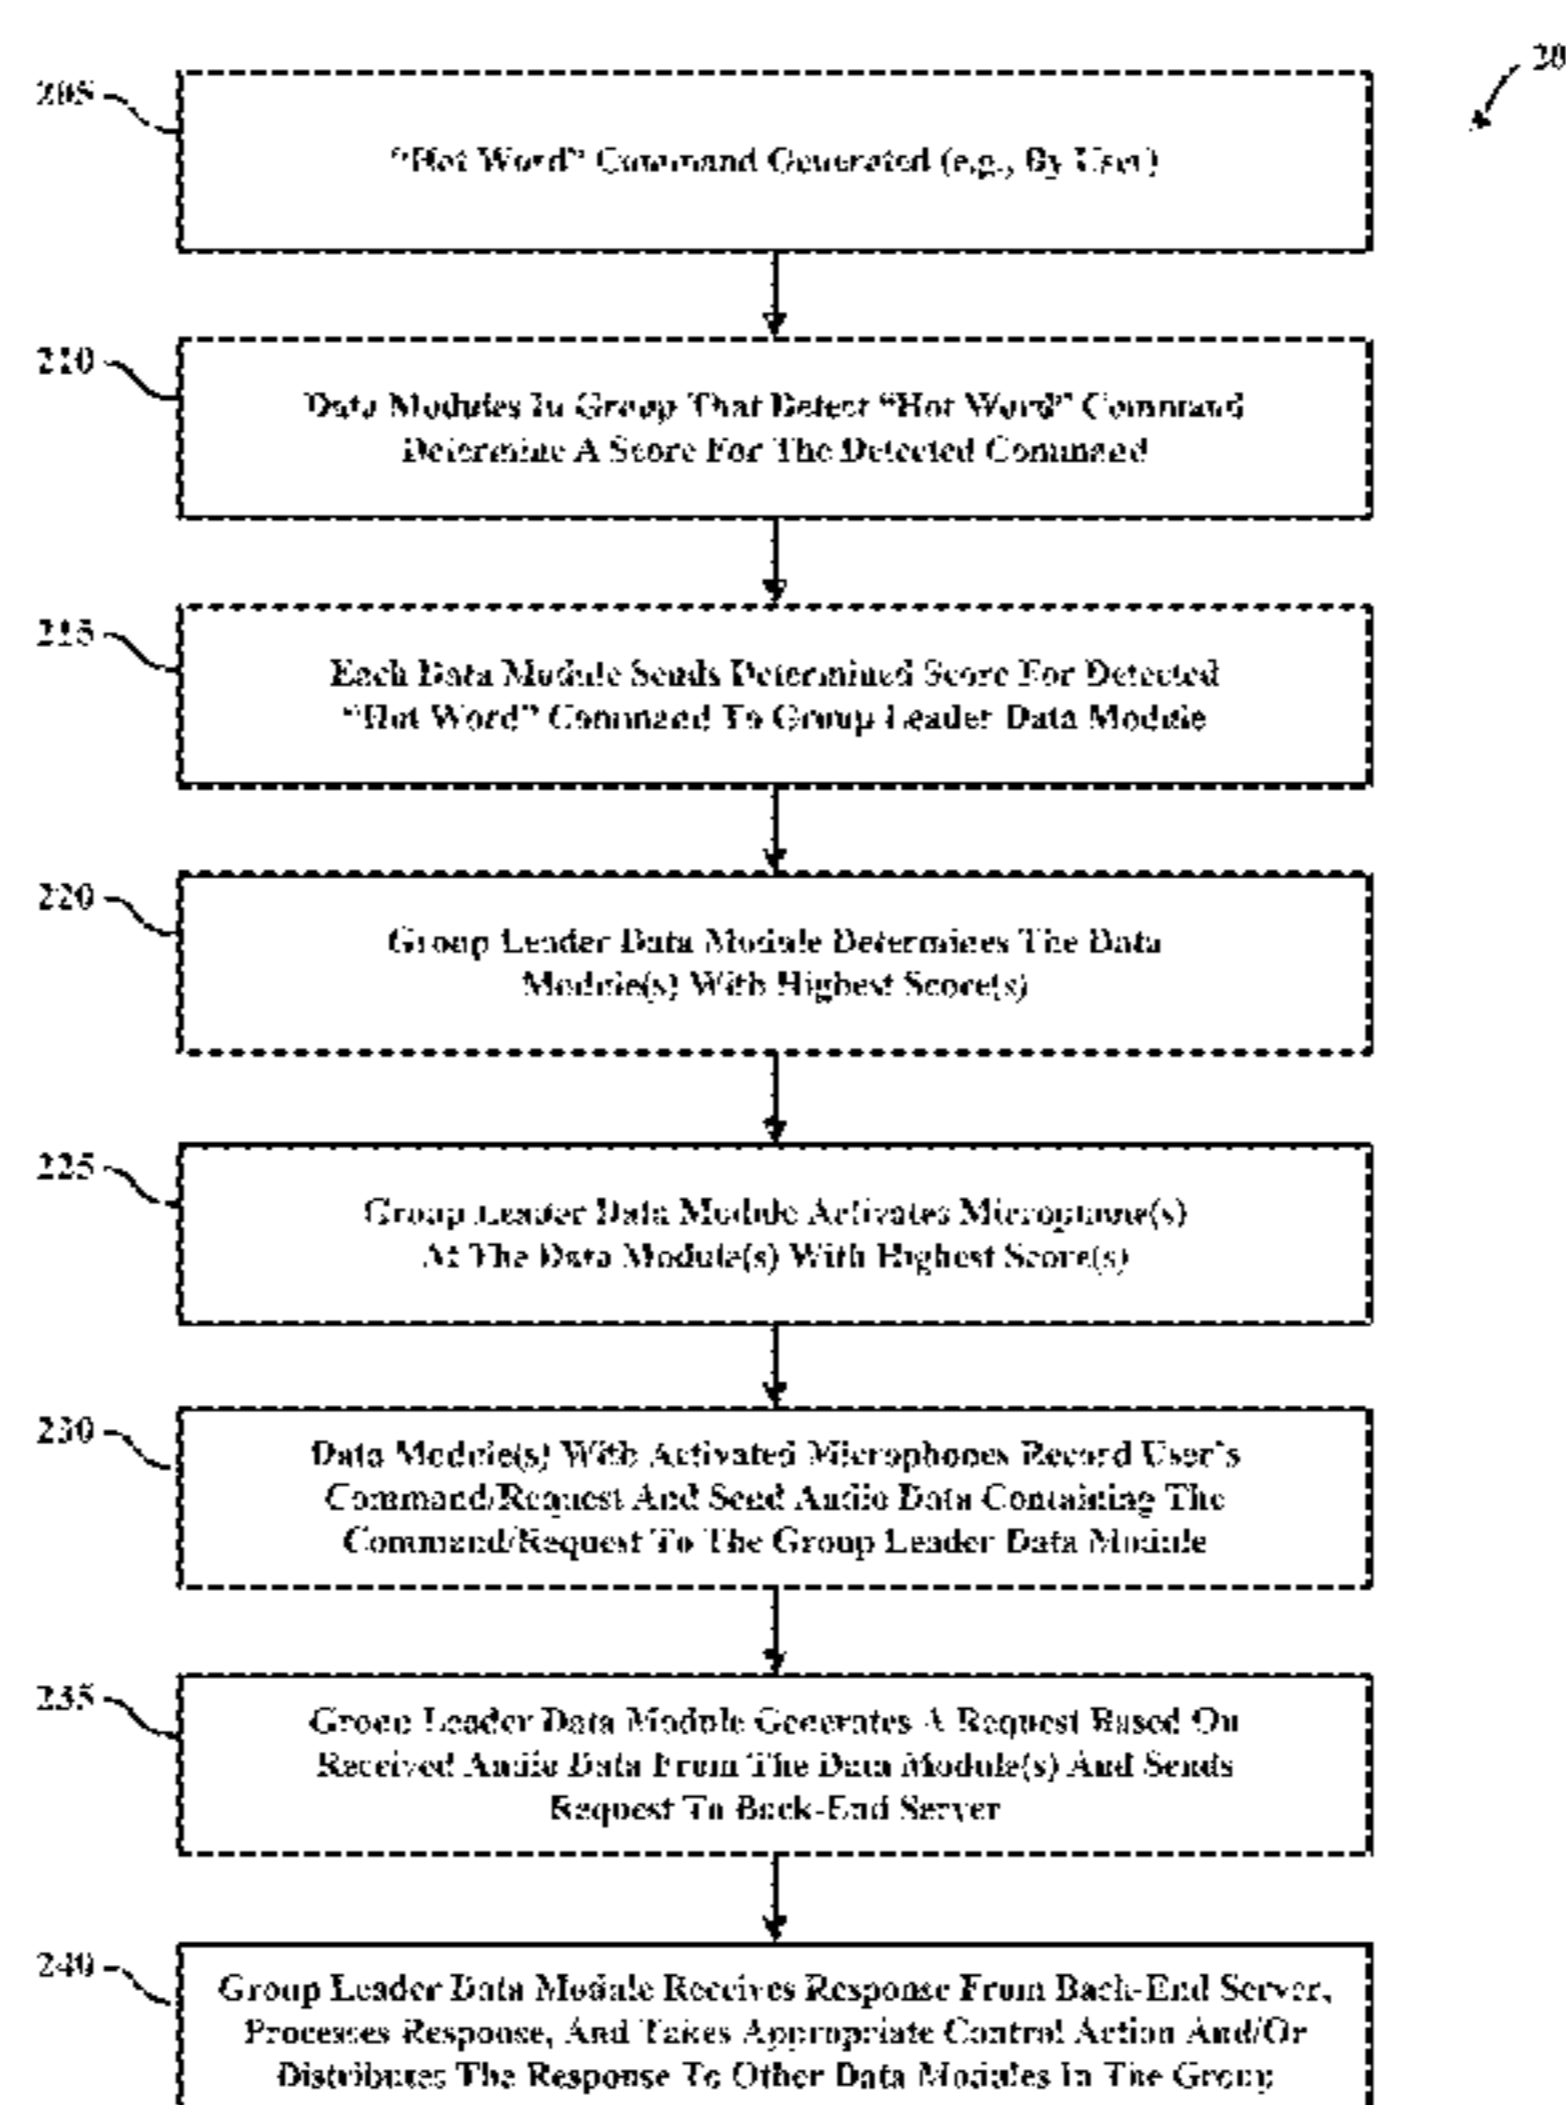 20
205
"Hot Word" Command Generated (e.g., By User)
210
Data Modules In Group That Detect "Hot Word" Command
Determine A Score For The Detected Command
215
Each Data Module Sends Determined Score For Detected
"Hot Word" Command To Group Leader Data Module
220
Group Leader Data Module Determines The Data
Module(s) With Highest Score(s)
225
Group Leader Data Module Activates Microphone(s)
At The Data Module(s) With Highest Score(s)
230
Data Module(s) With Activated Microphones Record User's
Command/Request And Send Audio Data Containing The
Command/Request To The Group Leader Data Module
235
Group Leader Data Module Generates A Request Based On
Received Audio Data From The Data Module(s) And Sends
Request To Back-End Server
240
Group Leader Data Module Receives Response From Back-End Server,
Processes Response, And Takes Appropriate Control Action And/Or
Distributes The Response To Other Data Modules In The Group